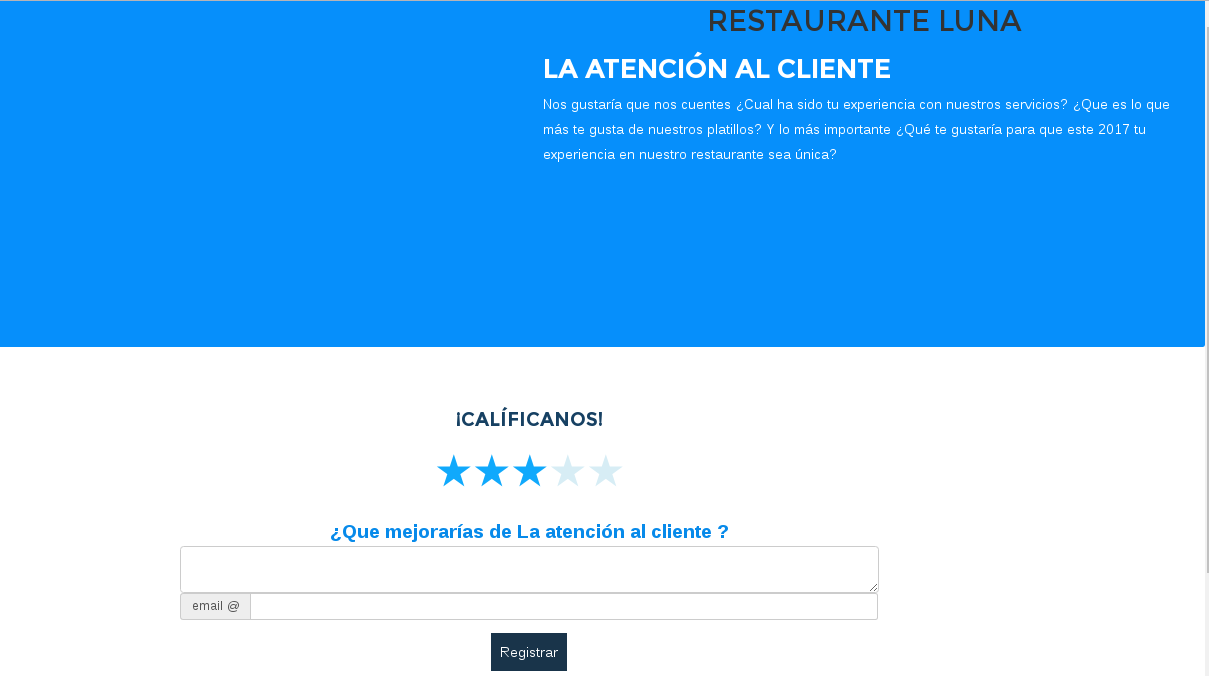 RESTAURANTE LUNA
LA ATENCIÓN AL CLIENTE
Nos gustaría que nos cuentes ¿Cual ha sido tu experiencia con nuestros servicios? ¿Que es lo que
más te gusta de nuestros platillos? Y lo más importante ¿Qué te gustaría para que este 2017 tu
experiencia en nuestro restaurante sea única?
¡CALÍFICANOS!
¿Que mejorarías de La atención al cliente ?
email @
Registrar